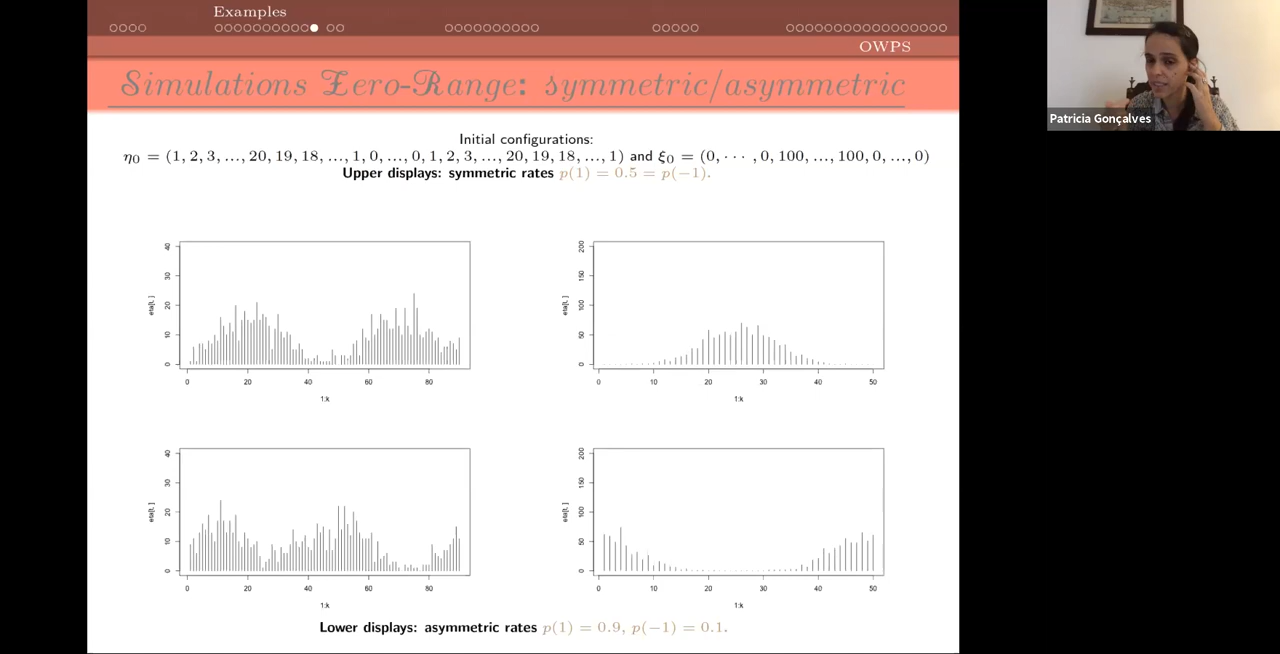 Examples
OWPS
Simulations Zero-Range: symmetric/asymmetric
Patricia Gonçalves
Initial configurations:
η0 = (1, 2, 3, ..., 20, 19, 18, ..., 1, 0, ..., 0, 1, 2, 3, ..., 20, 19, 18, ..., 1) and ξ0 = (0, · · · , 0, 100, ..., 100, 0, ..., 0)
Upper displays: symmetric rates p(1) = 0.5 = p(−1).
eta[t, ]
0 10 20 30 40
0 20 40 60 80
1:k
eta[t, ]
0 50 100 150 200
0 10 20 30 40 50
1:k
eta[t, ]
0 10 20 30 40
0 20 40 60 80
1:k
eta[t, ]
0 50 100 150 200
0 10 20 30 40 50
1:k
Lower displays: asymmetric rates p(1) = 0.9, p(−1) = 0.1.